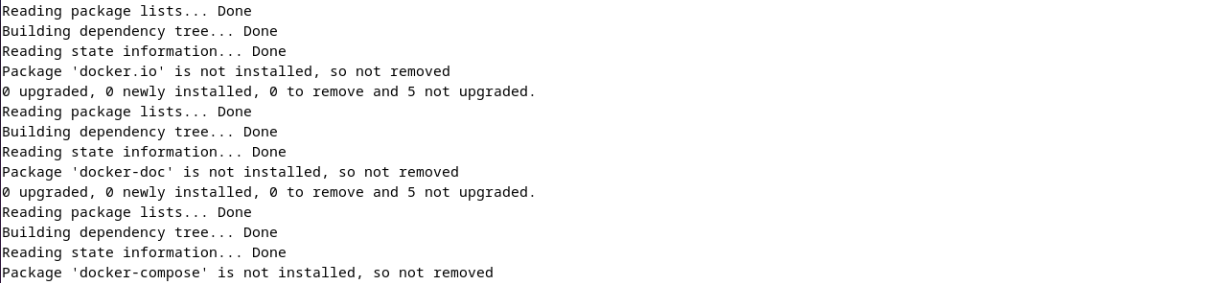 Reading package lists... Done
Building dependency tree... Done
Reading state information... Done
Package 'docker.io' is not installed, so not removed
0 upgraded, 0 newly installed, 0 to remove and 5 not upgraded.
Reading package lists... Done
Building dependency tree... Done
Reading state information... Done
Package 'docker-doc' is not installed, so not removed
0 upgraded, 0 newly installed, 0 to remove and 5 not upgraded.
Reading package lists... Done
Building dependency tree... Done
Reading state information... Done
Package 'docker-compose' is not installed, so not removed